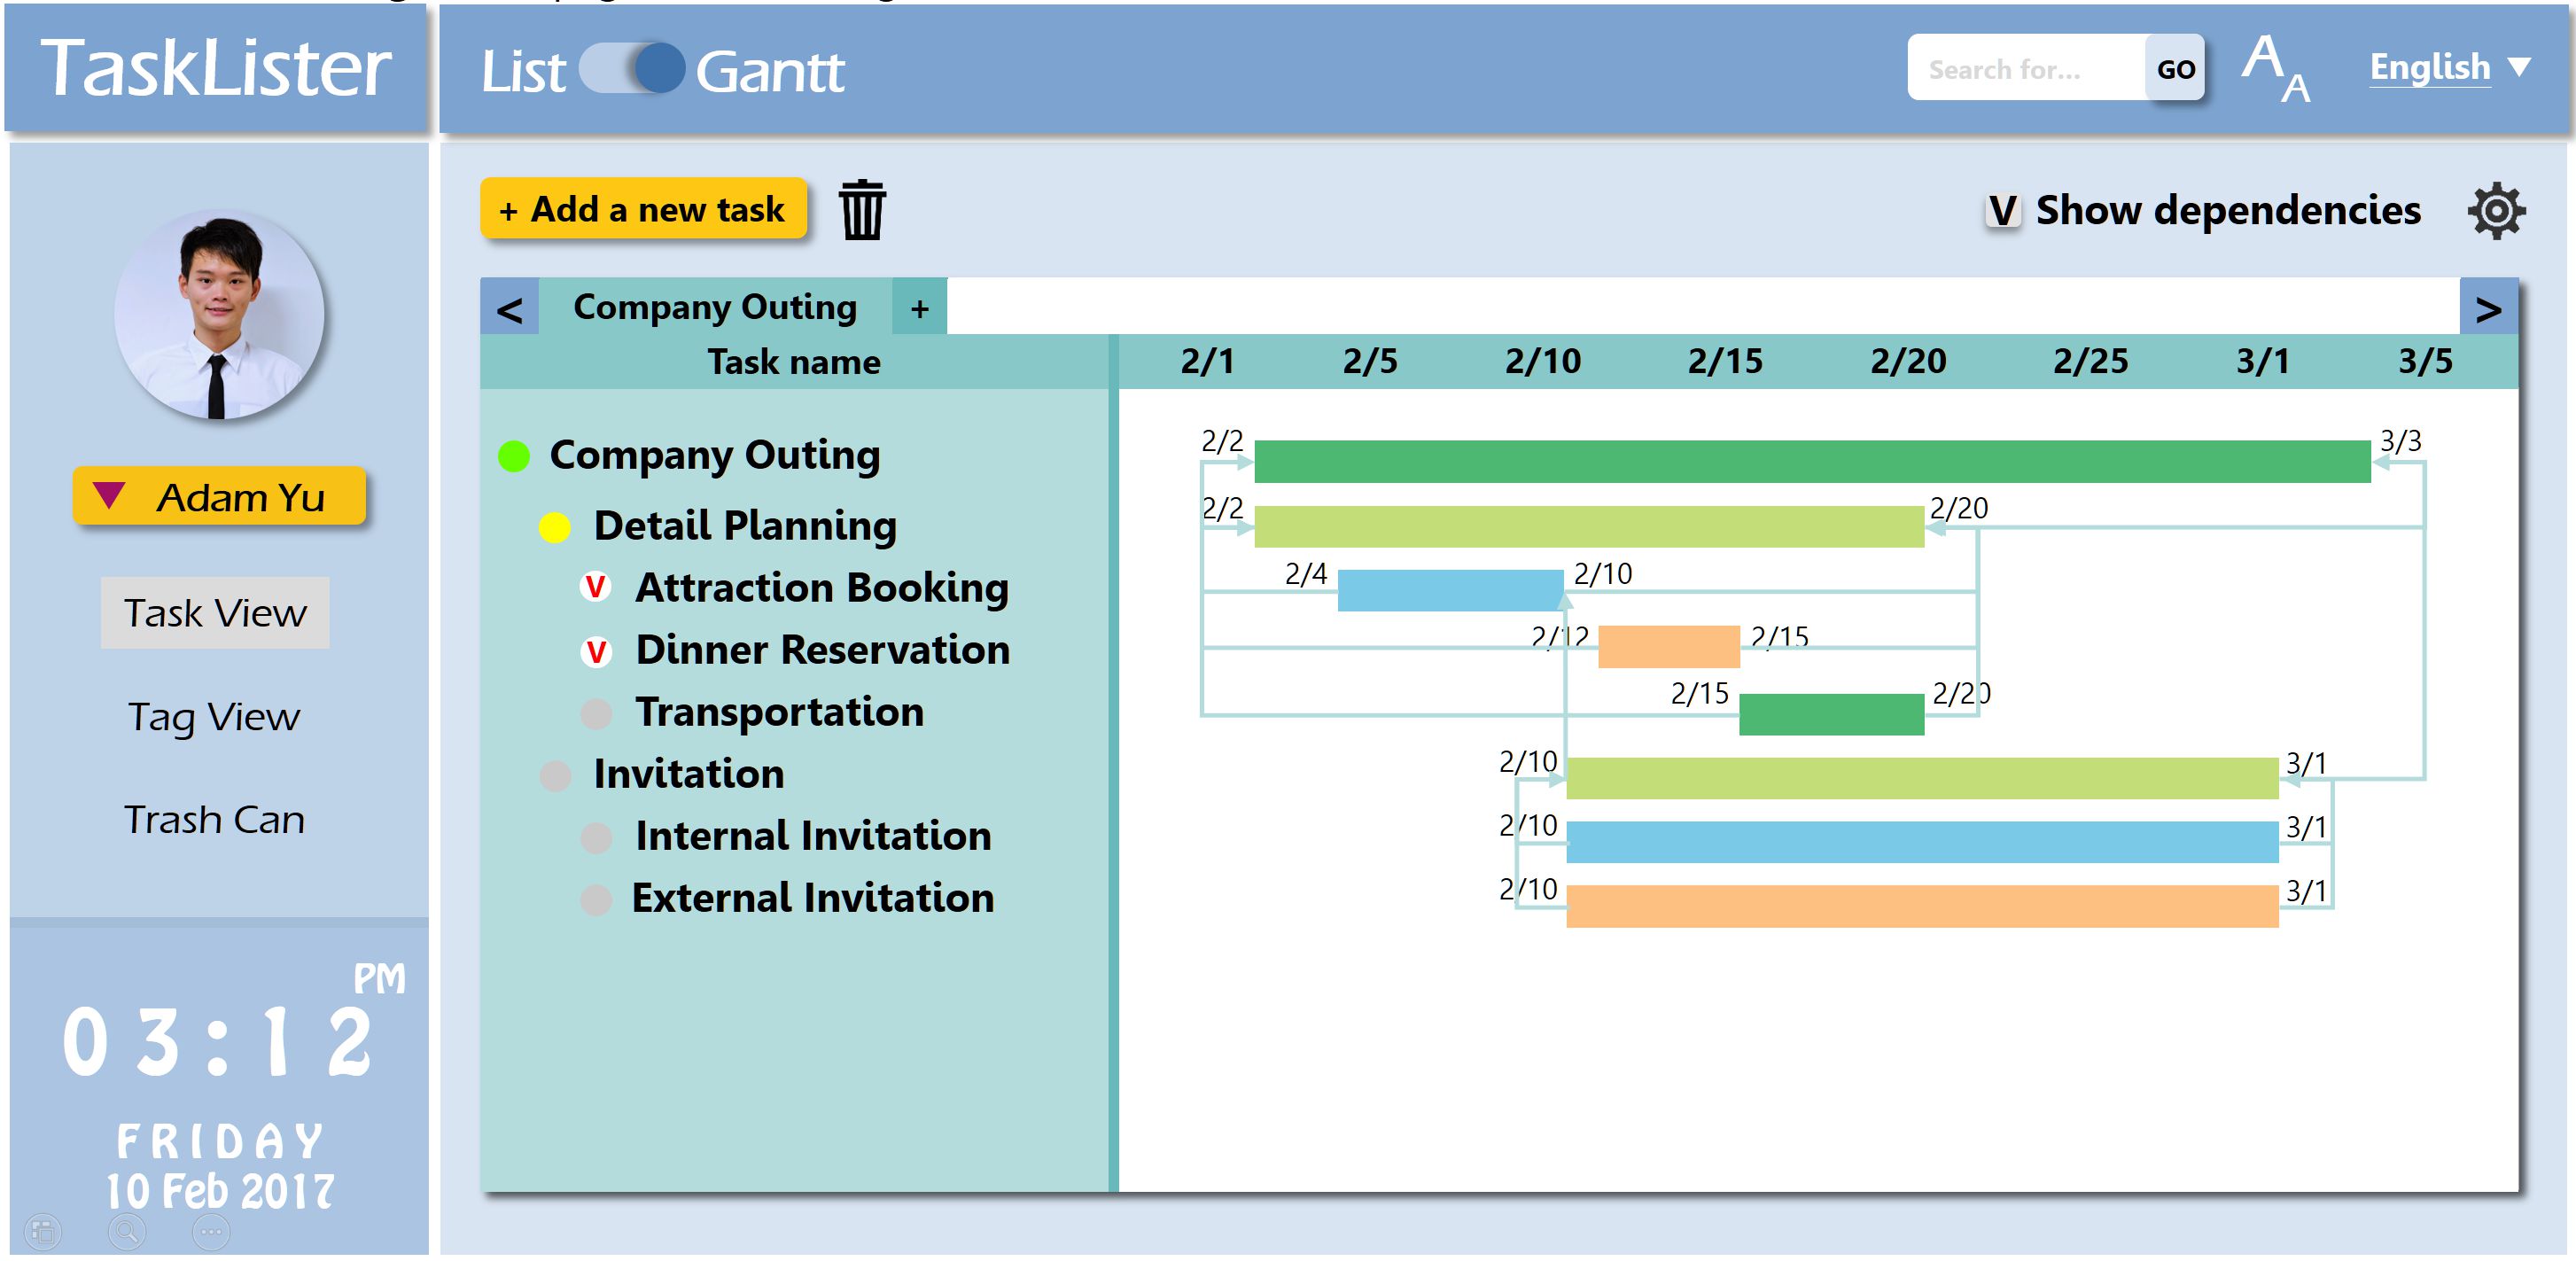 TaskLister
List Gantt
Search for... GO
A A
English
+ Add a new task
V Show dependencies
< Company Outing + >
Task name 2/1 2/5 2/10 2/15 2/20 2/25 3/1 3/5
Company Outing 2/2 3/3
Detail Planning 2/2 2/20
V Attraction Booking 2/4 2/10
V Dinner Reservation 2/12 2/15
Transportation 2/15 2/20
Invitation 2/10 3/1
Internal Invitation 2/10 3/1
External Invitation 2/10 3/1
Adam Yu
Task View
Tag View
Trash Can
PM
03:12
FRIDAY
10 Feb 2017